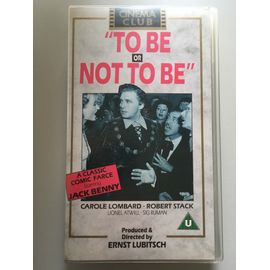 CINEMA
CLUB
"TO BE
OR
NOT TO BE"
A CLASSIC
COMIC FARCE
starring
JACK BENNY
CAROLE LOMBARD · ROBERT STACK
LIONEL ATWILL · SIG RUMAN
U
Produced &
Directed by
ERNST LUBITSCH